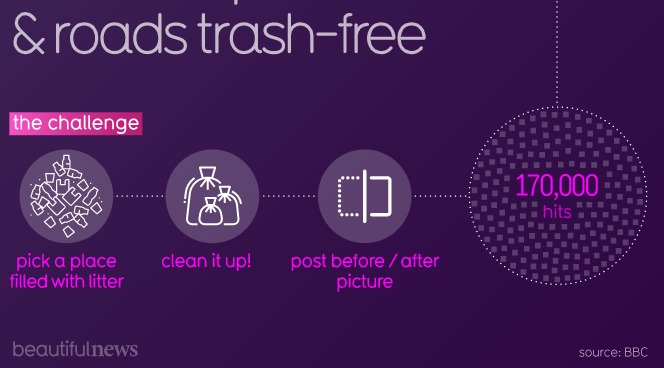 & roads trash-free
the challenge
pick a place
filled with litter
clean it up!
post before / after
picture
170,000
hits
beautifulnews
source: BBC